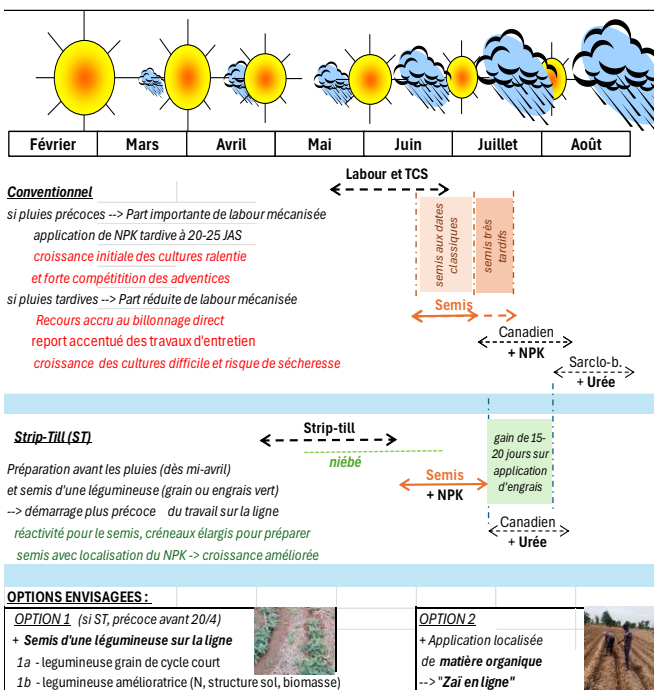 Février Mars Avril Mai Juin Juillet Août
Labour et TCS
Conventionnel
si pluies précoces --> Part importante de labour mécanisée
application de NPK tardive à 20-25 JAS
croissance initiale des cultures ralentie
et forte compétitition des adventices
si pluies tardives --> Part réduite de labour mécanisée
Recours accru au billonnage direct
report accentué des travaux d'entretien
croissance des cultures difficile et risque de sécheresse
semis aux dates
classiques
semis très
tardifs
Semis
Canadien
+ NPK
Sarclo-b.
+ Urée
Strip-Till (ST)
Strip-till
niébé
Préparation avant les pluies (dès mi-avril)
et semis d'une légumineuse (grain ou engrais vert)
--> démarrage plus précoce du travail sur la ligne
réactivité pour le semis, créneaux élargis pour préparer
semis avec localisation du NPK -> croissance améliorée
Semis
+ NPK
gain de 15-
20 jours sur
application
d'engrais
Canadien
+ Urée
OPTIONS ENVISAGEES :
OPTION 1 (si ST, précoce avant 20/4)
+ Semis d'une légumineuse sur la ligne
1a - legumineuse grain de cycle court
1b - legumineuse amélioratrice (N, structure sol, biomasse)
OPTION 2
+ Application localisée
de matière organique
--> "Zaï en ligne"